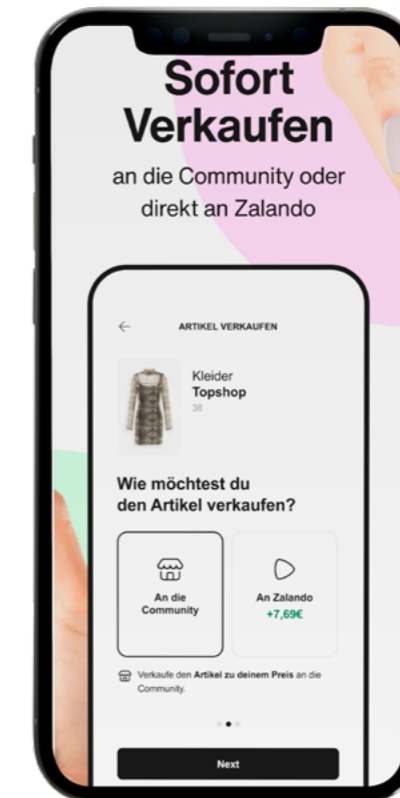 Sofort
Verkaufen
an die Community oder
direkt an Zalando
ARTIKEL VERKAUFEN
Kleider
Topshop
38
Wie möchtest du
den Artikel verkaufen?
An die
Community
An Zalando
+7,69€
Verkaufe den Artikel zu deinem Preis an die
Community.
Next